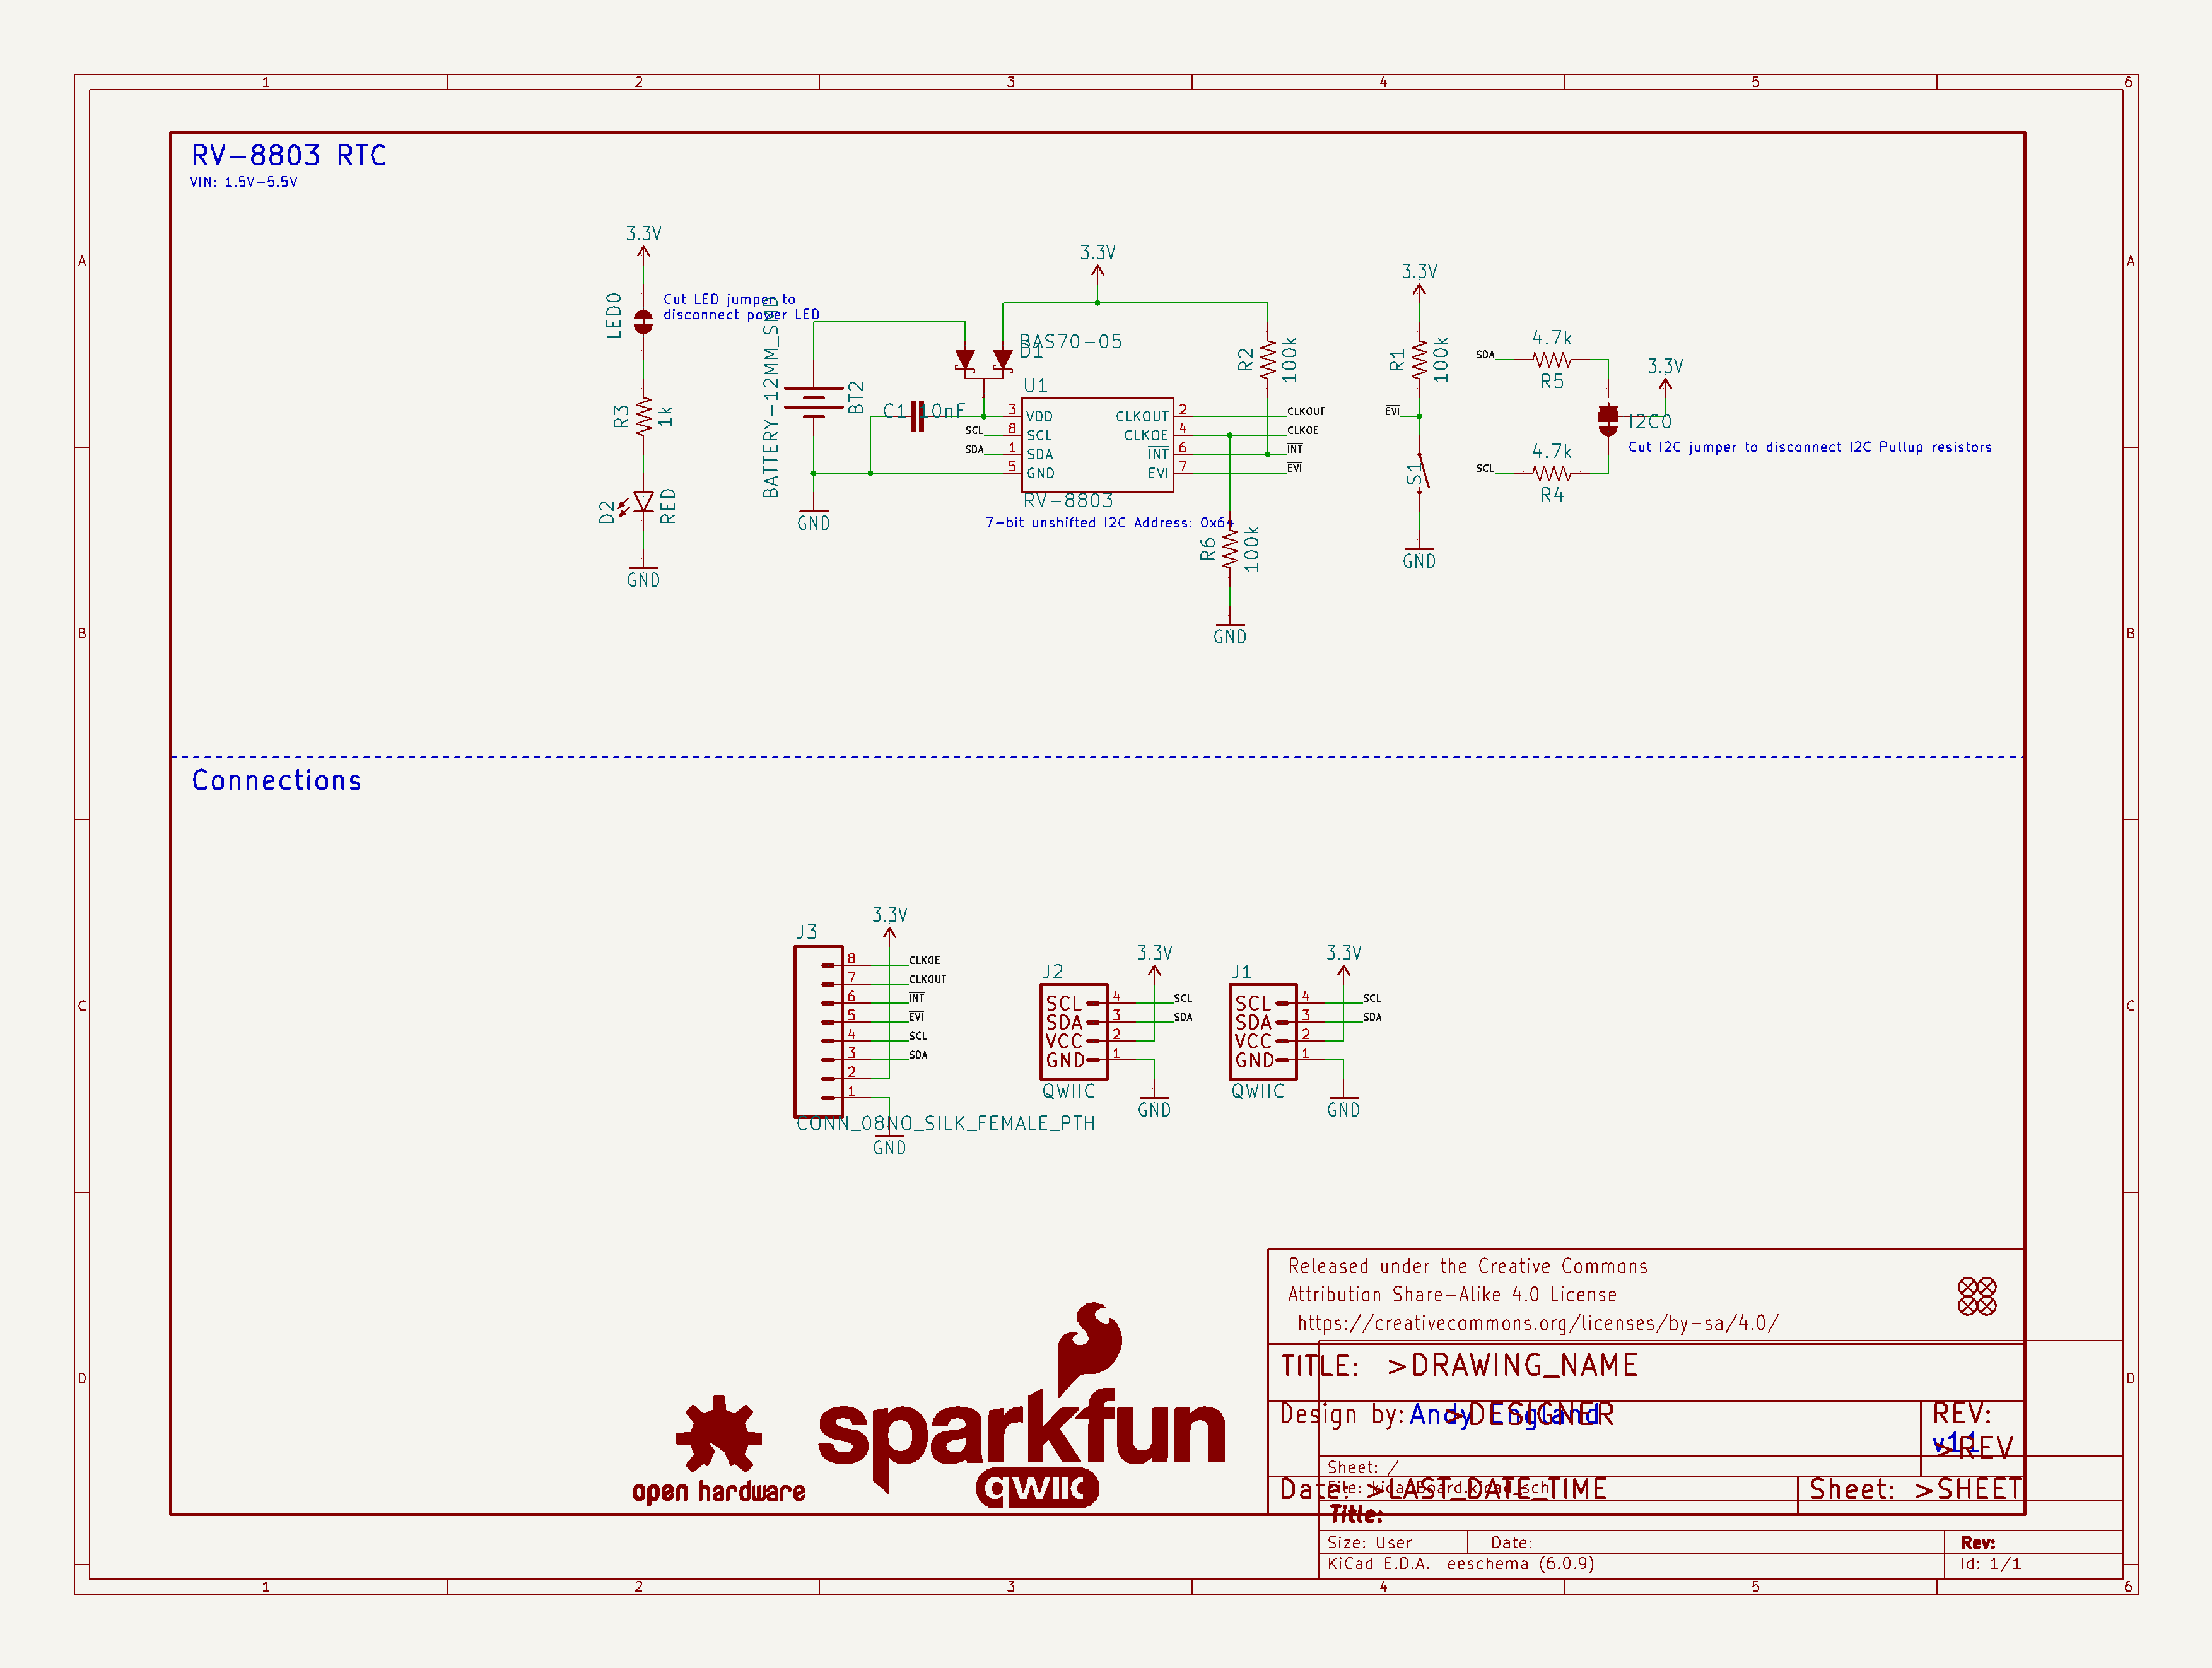 1 2 3 4 5 6
A A
B B
C C
D D
RV-8803 RTC
VIN: 1.5V-5.5V
3.3V
LED0
Cut LED jumper to
disconnect power LED
R3 1k
D2 RED
GND
BATTERY-12MM_SMD
BT2
GND
C1 10nF
3.3V
BAS70-05
D1
U1
3 VDD CLKOUT 2 CLKOUT
SCL 8 SCL CLKOE 4 CLKOE
SDA 1 SDA INT 6 INT
5 GND EVI 7 EVI
RV-8803
7-bit unshifted I2C Address: 0x64
R2 100k
R6 100k
GND
3.3V
R1 100k
EVI
S1
GND
SDA 4.7k
R5
3.3V
I2C0
Cut I2C jumper to disconnect I2C Pullup resistors
SCL 4.7k
R4
Connections
J3 3.3V
8 CLKOE
7 CLKOUT
6 INT
5 EVI
4 SCL
3 SDA
2
1
CONN_08NO_SILK_FEMALE_PTH
GND
J2 3.3V
SCL 4 SCL
SDA 3 SDA
VCC 2
GND 1
QWIIC
GND
J1 3.3V
SCL 4 SCL
SDA 3 SDA
VCC 2
GND 1
QWIIC
GND
open hardware
sparkfun
qwiic
Released under the Creative Commons
Attribution Share-Alike 4.0 License
https://creativecommons.org/licenses/by-sa/4.0/
TITLE: >DRAWING_NAME
Design by: Andy England
>DESIGNER
REV:
v11
>REV
Date: >LAST_DATE_TIME
Sheet: >SHEET
Sheet: /
File: kicadBoard.kicad_sch
Title:
Size: User Date: Rev:
KiCad E.D.A. eeschema (6.0.9) Id: 1/1
1 2 3 4 5 6